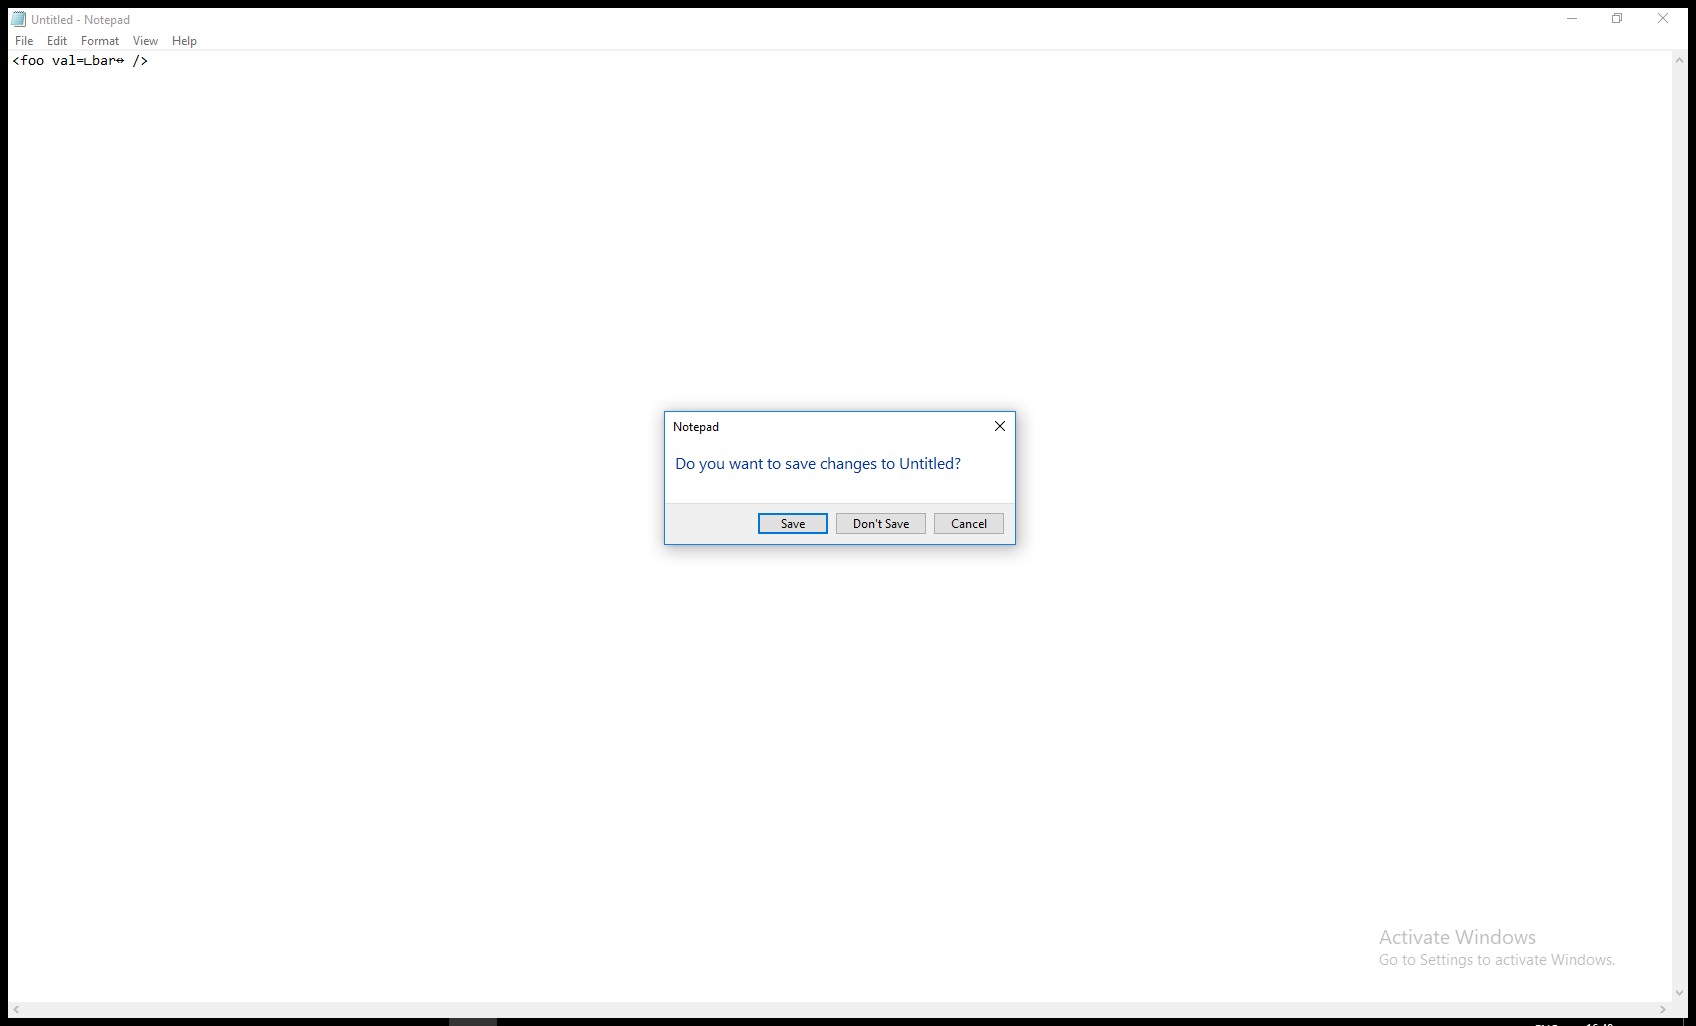 Untitled - Notepad
File Edit Format View Help
<foo val=∟bar↔ />
Notepad
Do you want to save changes to Untitled?
Save Don't Save Cancel
Activate Windows
Go to Settings to activate Windows.